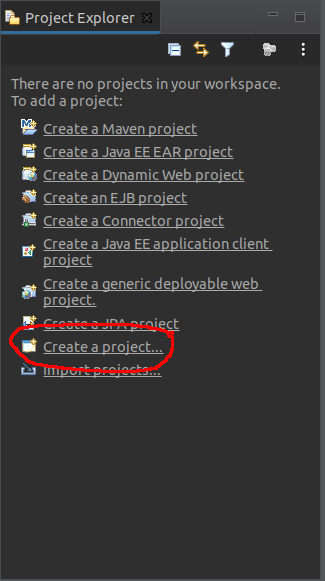 Project Explorer
There are no projects in your workspace.
To add a project:
Create a Maven project
Create a Java EE EAR project
Create a Dynamic Web project
Create an EJB project
Create a Connector project
Create a Java EE application client
project
Create a generic deployable web
project.
Create a JPA project
Create a project...
Import projects...